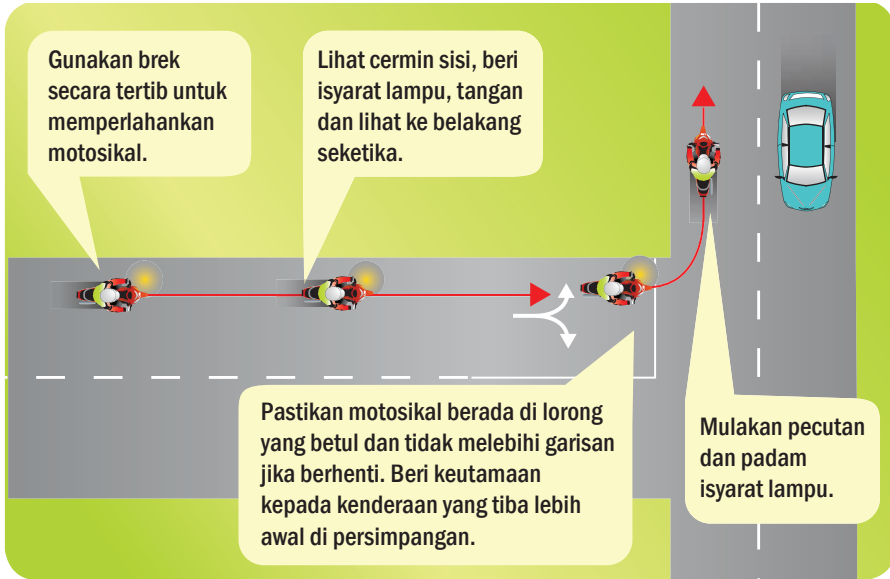 Gunakan brek
secara tertib untuk
memperlahankan
motosikal.
Lihat cermin sisi, beri
isyarat lampu, tangan
dan lihat ke belakang
seketika.
Pastikan motosikal berada di lorong
yang betul dan tidak melebihi garisan
jika berhenti. Beri keutamaan
kepada kenderaan yang tiba lebih
awal di persimpangan.
Mulakan pecutan
dan padam
isyarat lampu.